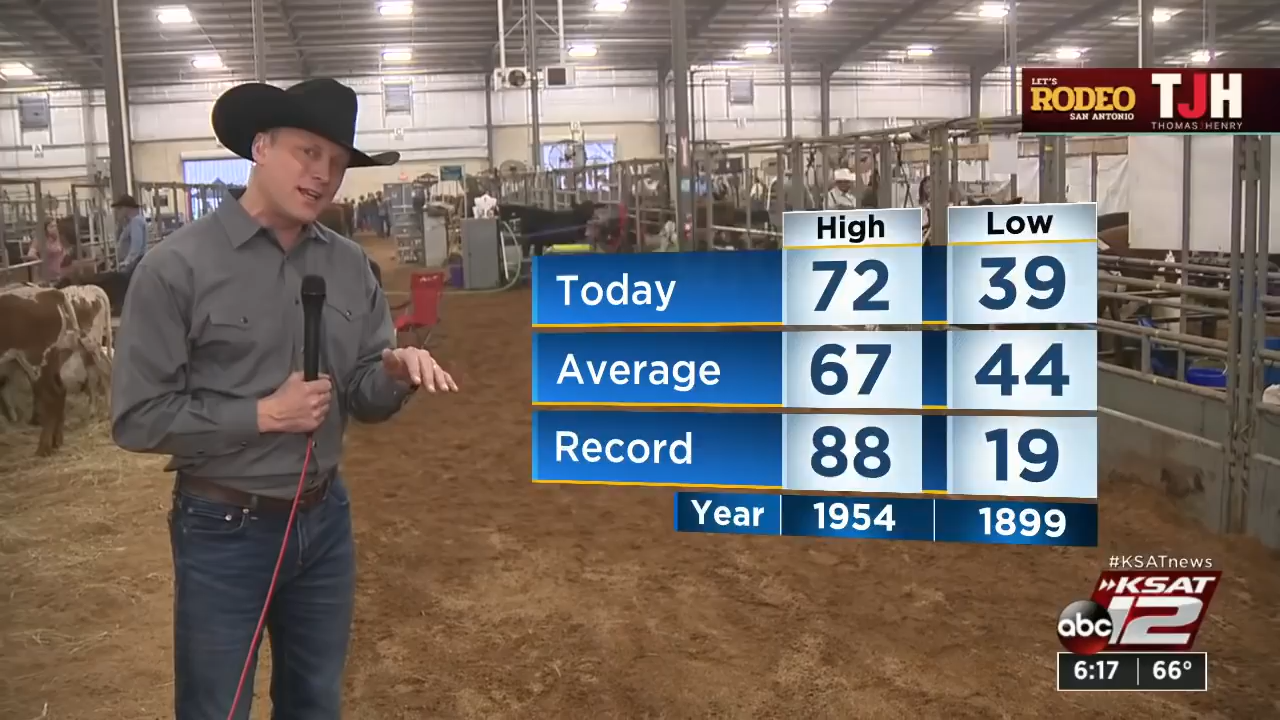 LET'S
RODEO
SAN ANTONIO
TJH
THOMAS J HENRY
High Low
Today 72 39
Average 67 44
Record 88 19
Year 1954 1899
#KSATnews
KSAT
abc 12
6:17 66°